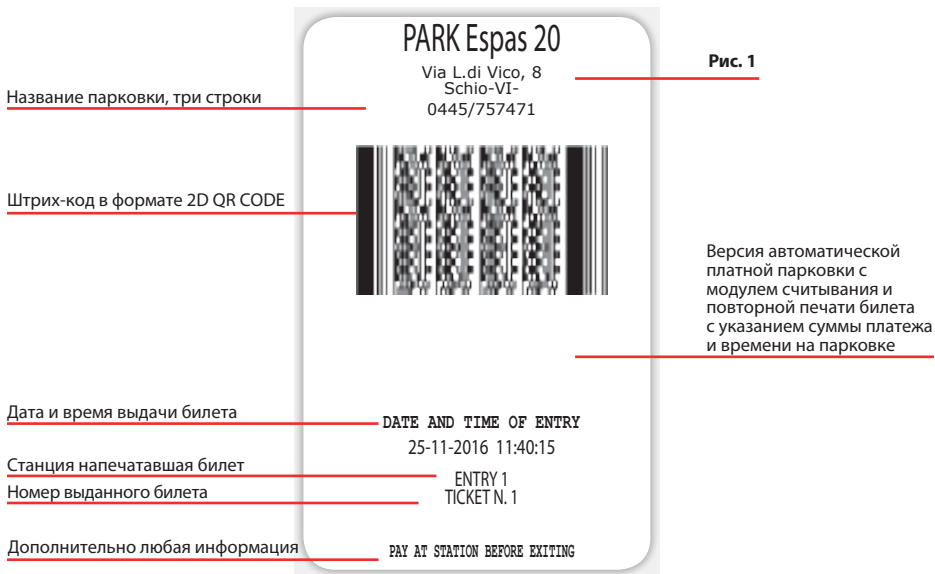 PARK Espas 20
Via L.di Vico, 8
Schio-VI-
0445/757471
Рис. 1
Название парковки, три строки
Штрих-код в формате 2D QR CODE
Версия автоматической
платной парковки с
модулем считывания и
повторной печати билета
с указанием суммы платежа
и времени на парковке
Дата и время выдачи билета
DATE AND TIME OF ENTRY
25-11-2016 11:40:15
Станция напечатавшая билет
ENTRY 1
Номер выданного билета
TICKET N. 1
Дополнительно любая информация
PAY AT STATION BEFORE EXITING